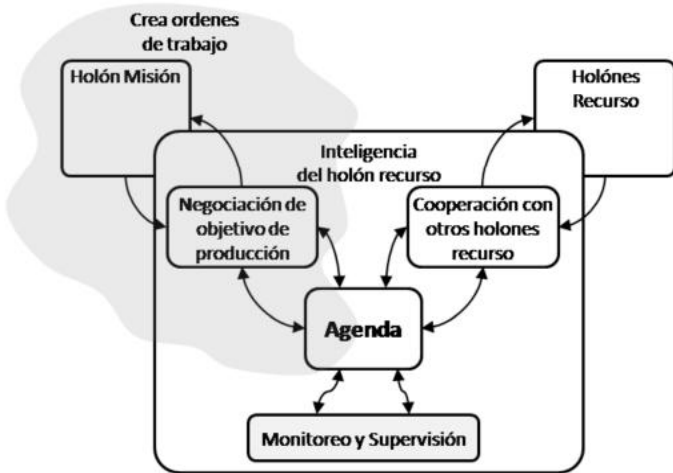 Crea ordenes
de trabajo
Holón Misión
Holónes
Recurso
Inteligencia
del holón recurso
Negociación de
objetivo de
producción
Cooperación con
otros holones
recurso
Agenda
Monitoreo y Supervisión